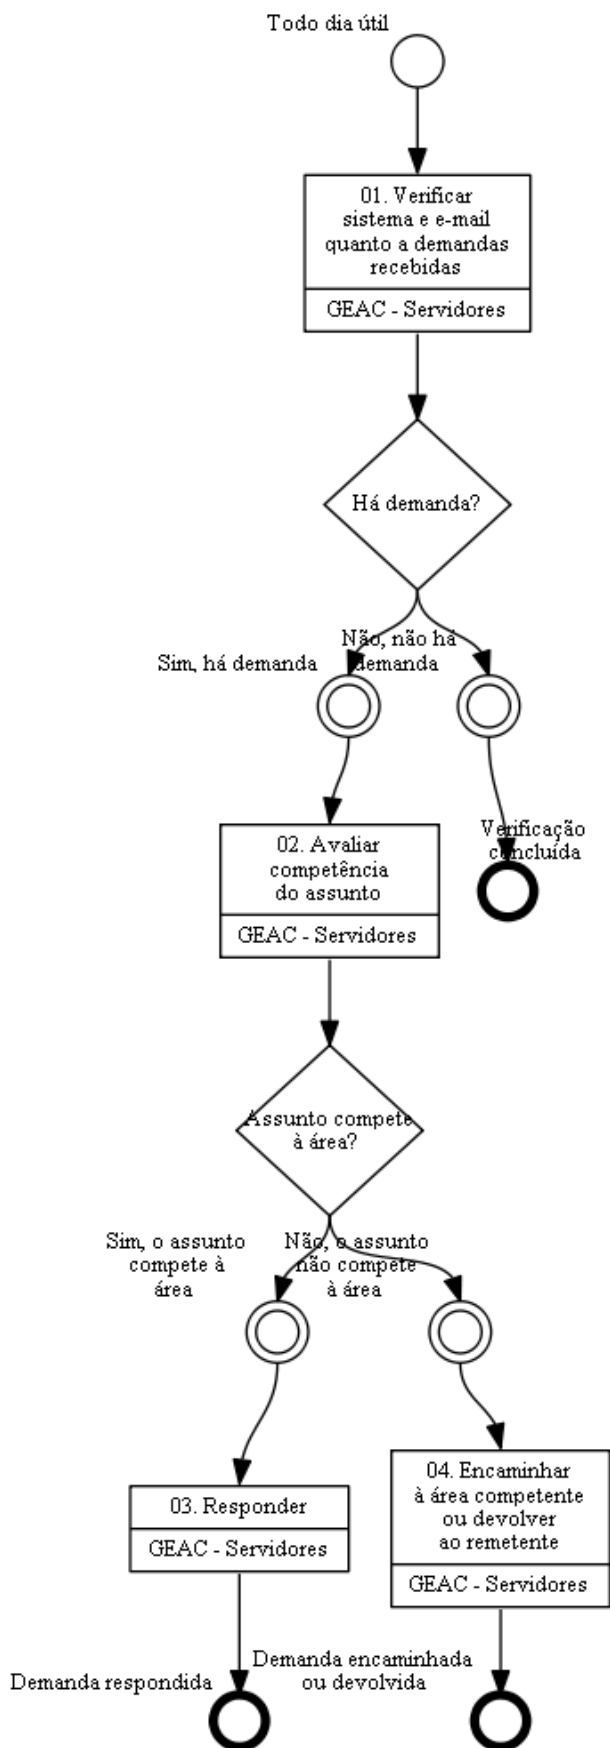 Todo dia útil
01. Verificar
sistema e e-mail
quanto a demandas
recebidas
GEAC - Servidores
Há demanda?
Sim, há demanda
Não, não há
demanda
02. Avaliar
competência
do assunto
GEAC - Servidores
Verificação
concluída
Assunto compete
à área?
Sim, o assunto
compete à
área
Não, o assunto
não compete
à área
03. Responder
GEAC - Servidores
04. Encaminhar
à área competente
ou devolver
ao remetente
GEAC - Servidores
Demanda respondida
Demanda encaminhada
ou devolvida